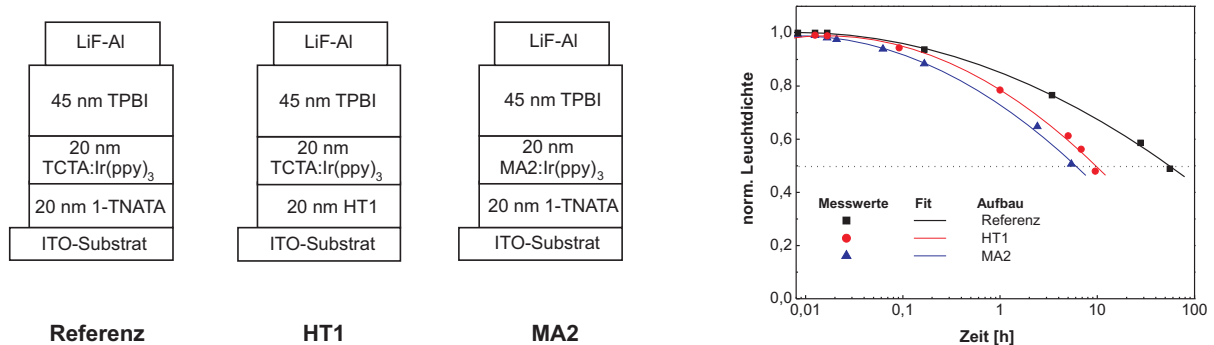 LiF-Al
45 nm TPBI
20 nm
TCTA:Ir(ppy)₃
20 nm 1-TNATA
ITO-Substrat
Referenz
LiF-Al
45 nm TPBI
20 nm
TCTA:Ir(ppy)₃
20 nm HT1
ITO-Substrat
HT1
LiF-Al
45 nm TPBI
20 nm
MA2:Ir(ppy)₃
20 nm 1-TNATA
ITO-Substrat
MA2
norm. Leuchtdichte
1,0
0,8
0,6
0,4
0,2
0,0
Messwerte Fit Aufbau
Referenz
HT1
MA2
0,01 0,1 1 10 100
Zeit [h]